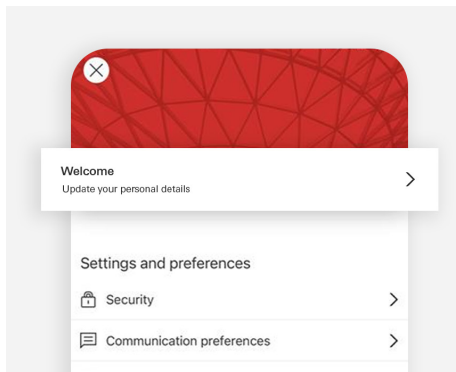 Welcome
Update your personal details
Settings and preferences
Security
Communication preferences